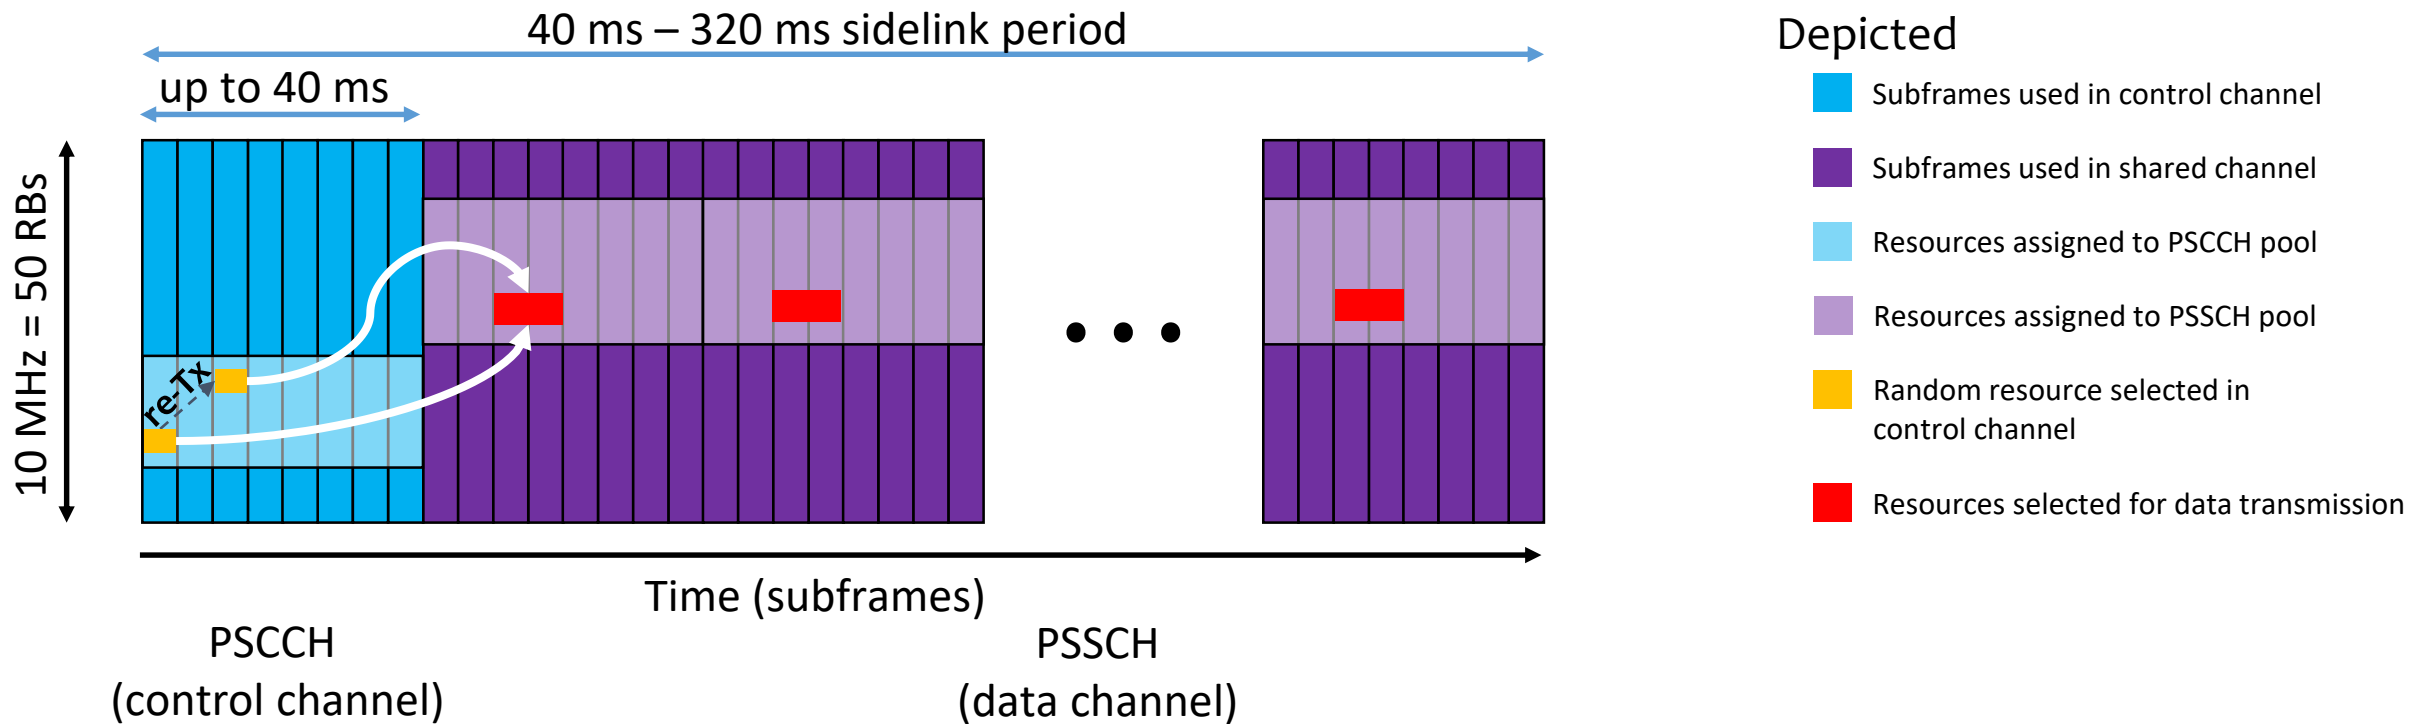 40 ms – 320 ms sidelink period
up to 40 ms
10 MHz = 50 RBs
re-Tx
Time (subframes)
PSCCH
(control channel)
PSSCH
(data channel)
Depicted
Subframes used in control channel
Subframes used in shared channel
Resources assigned to PSCCH pool
Resources assigned to PSSCH pool
Random resource selected in
control channel
Resources selected for data transmission